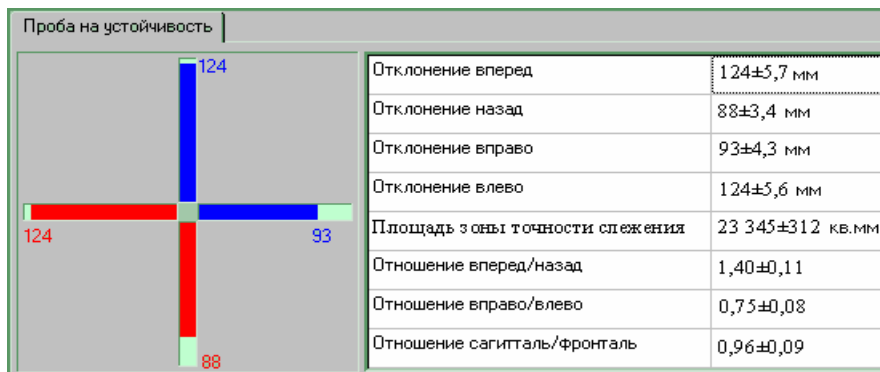 Проба на устойчивость
124
124
93
88
Отклонение вперед 124±5,7 мм
Отклонение назад 88±3,4 мм
Отклонение вправо 93±4,3 мм
Отклонение влево 124±5,6 мм
Площадь зоны точности слежения 23 345±312 кв.мм
Отношение вперед/назад 1,40±0,11
Отношение вправо/влево 0,75±0,08
Отношение сагитталь/фронталь 0,96±0,09